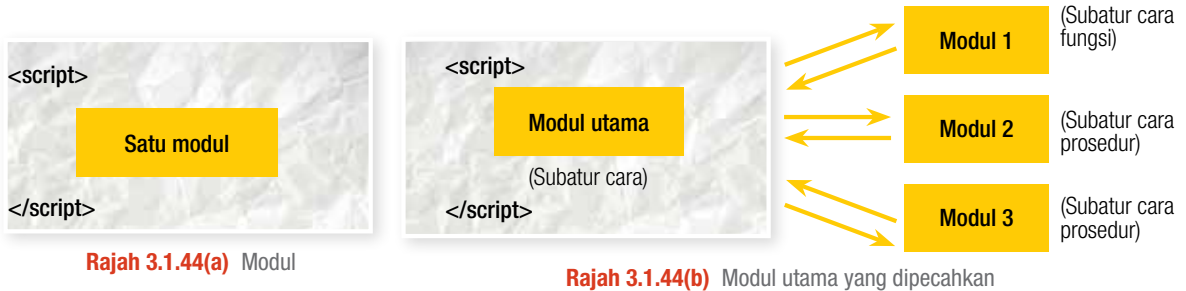 <script>
Satu modul
</script>
Rajah 3.1.44(a) Modul
<script>
Modul utama
(Subatur cara)
</script>
Modul 1
(Subatur cara
fungsi)
Modul 2
(Subatur cara
prosedur)
Modul 3
(Subatur cara
prosedur)
Rajah 3.1.44(b) Modul utama yang dipecahkan